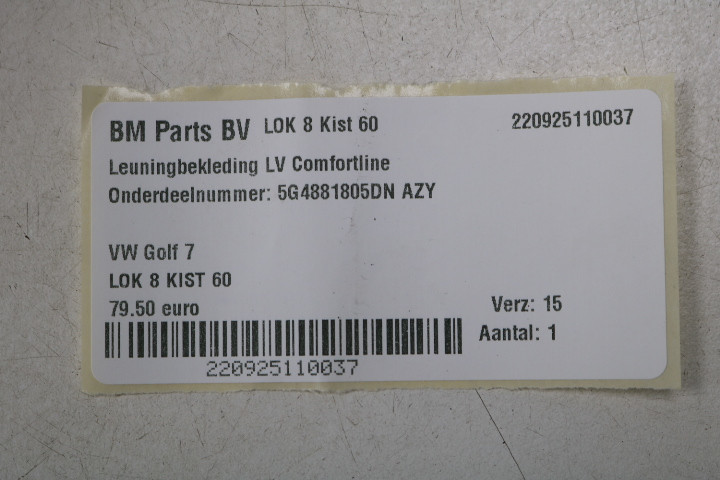 BM Parts BV LOK 8 Kist 60 220925110037
Leuningbekleding LV Comfortline
Onderdeelnummer: 5G4881805DN AZY
VW Golf 7
LOK 8 KIST 60
79.50 euro Verz: 15
Aantal: 1
220925110037